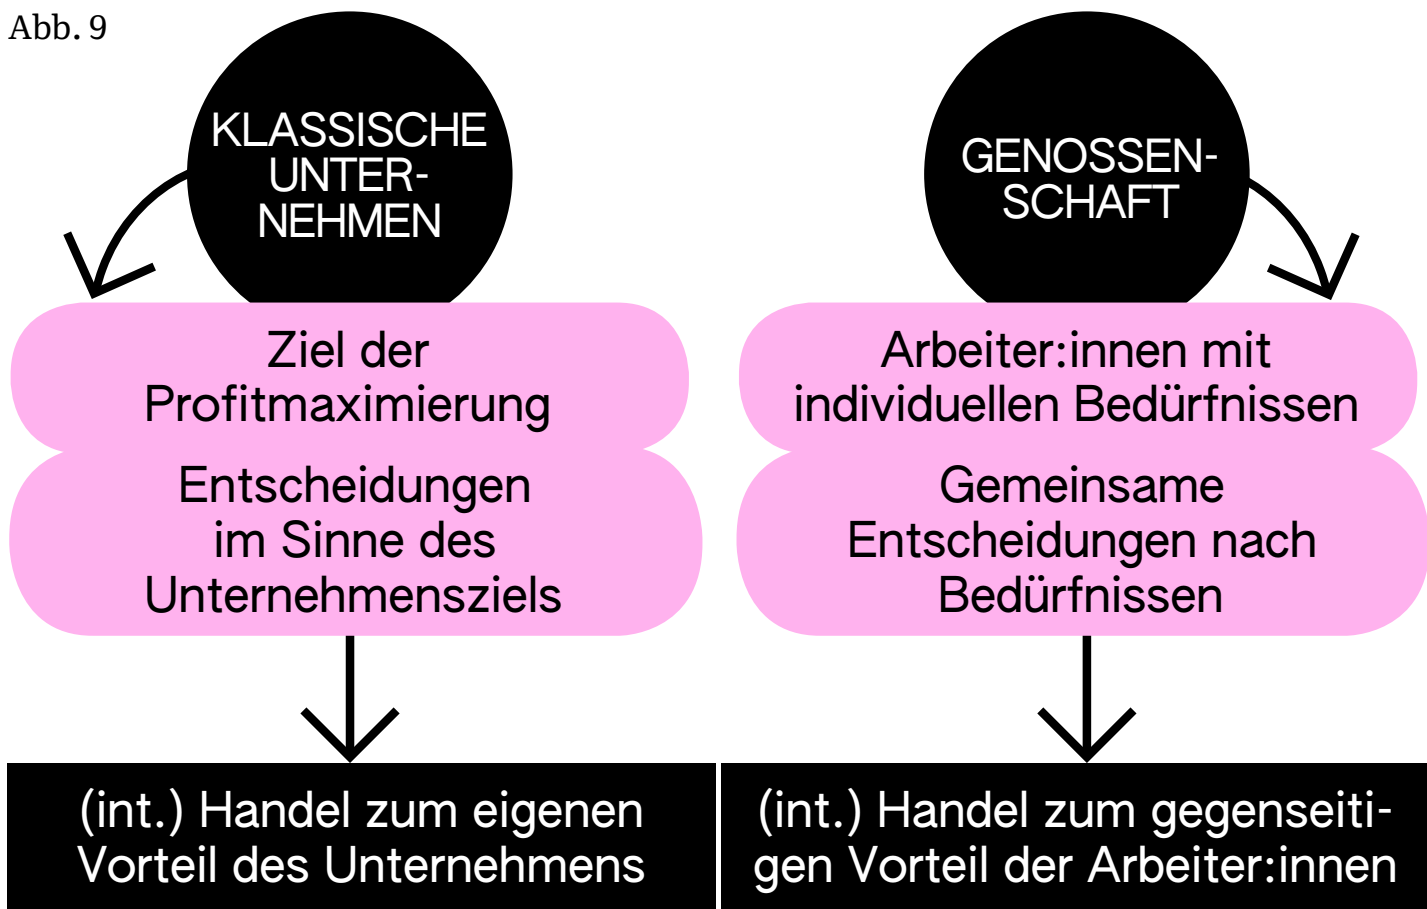 Abb. 9
KLASSISCHE
UNTER-
NEHMEN
Ziel der
Profitmaximierung
Entscheidungen
im Sinne des
Unternehmensziels
(int.) Handel zum eigenen
Vorteil des Unternehmens
GENOSSEN-
SCHAFT
Arbeiter:innen mit
individuellen Bedürfnissen
Gemeinsame
Entscheidungen nach
Bedürfnissen
(int.) Handel zum gegenseiti-
gen Vorteil der Arbeiter:innen